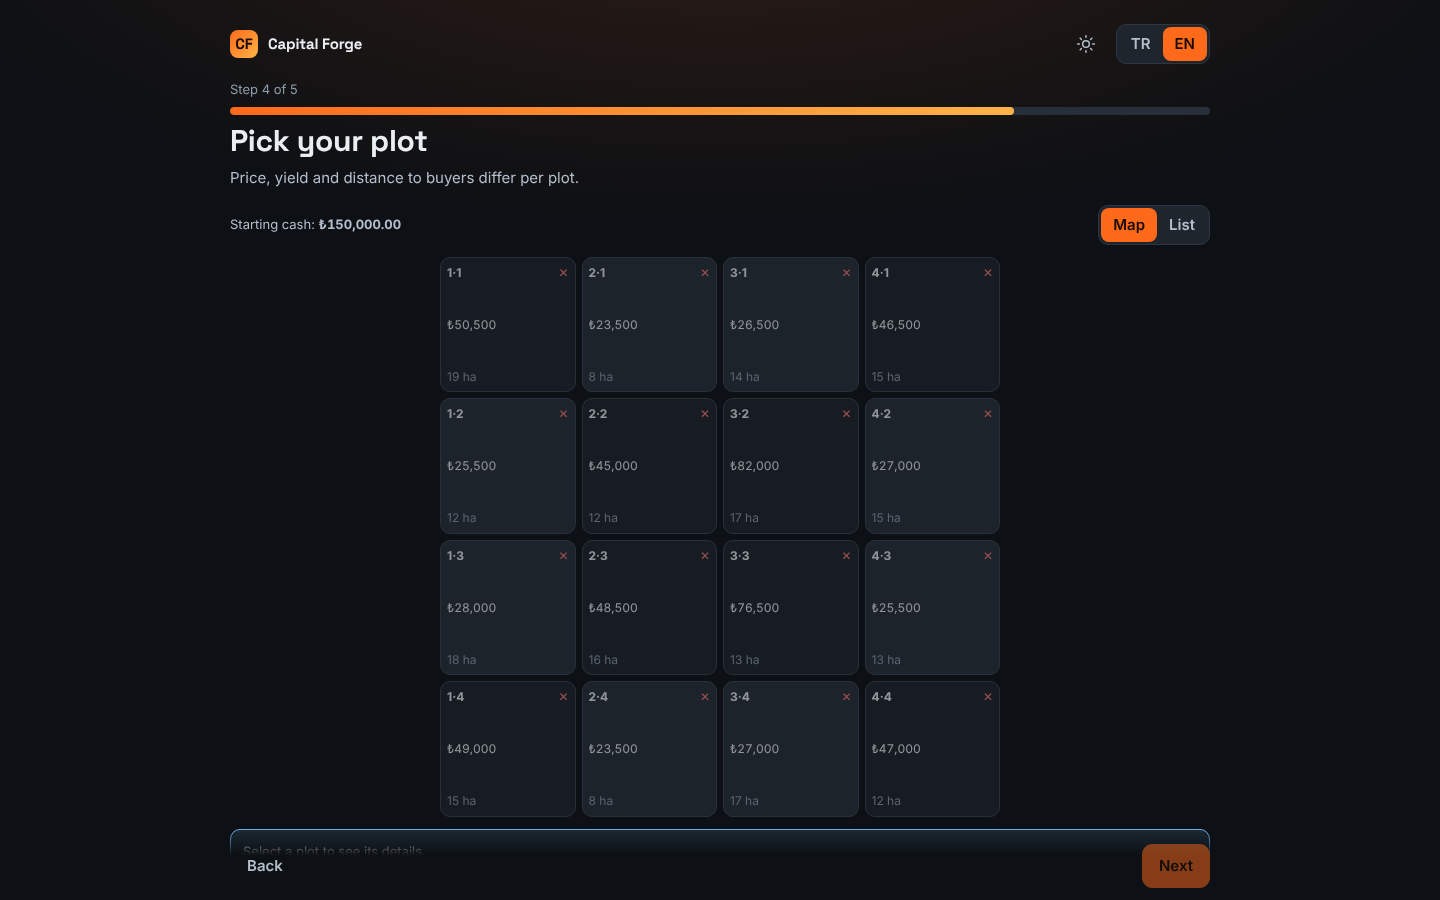 CF Capital Forge TR EN
Step 4 of 5
Pick your plot
Price, yield and distance to buyers differ per plot.
Starting cash: ₺150,000.00 Map List
1·1 × 2·1 × 3·1 × 4·1 ×
₺50,500 ₺23,500 ₺26,500 ₺46,500
19 ha 8 ha 14 ha 15 ha
1·2 × 2·2 × 3·2 × 4·2 ×
₺25,500 ₺45,000 ₺82,000 ₺27,000
12 ha 12 ha 17 ha 15 ha
1·3 × 2·3 × 3·3 × 4·3 ×
₺28,000 ₺48,500 ₺76,500 ₺25,500
18 ha 16 ha 13 ha 13 ha
1·4 × 2·4 × 3·4 × 4·4 ×
₺49,000 ₺23,500 ₺27,000 ₺47,000
15 ha 8 ha 17 ha 12 ha
Select a plot to see its details
Back Next